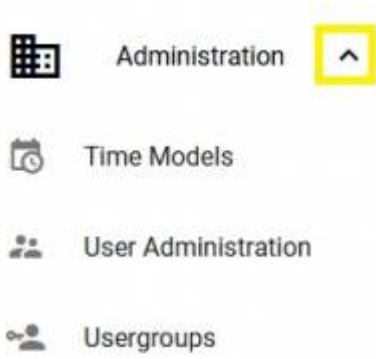 Administration
Time Models
User Administration
Usergroups